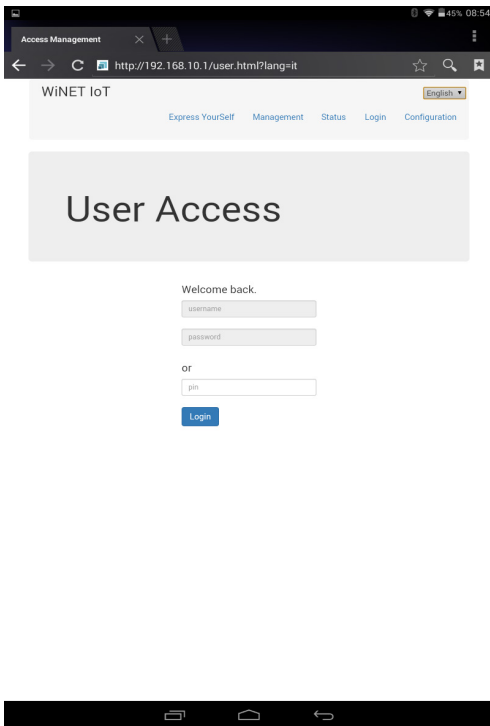 45% 08:54
Access Management
http://192.168.10.1/user.html?lang=it
WiNET IoT
English
Express YourSelf Management Status Login Configuration
User Access
Welcome back.
username
password
or
pin
Login